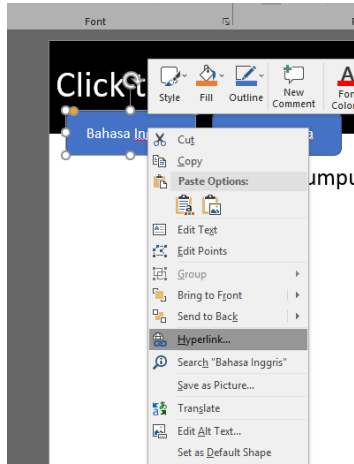 Font
Click t
Style
Fill
Outline
New
Comment
Bahasa
Cut
Copy
Paste Options:
Edit Text
Edit Points
Group
Bring to Front
Send to Back
Hyperlink...
Search "Bahasa Inggris"
Save as Picture...
Translate
Edit Alt Text...
Set as Default Shape